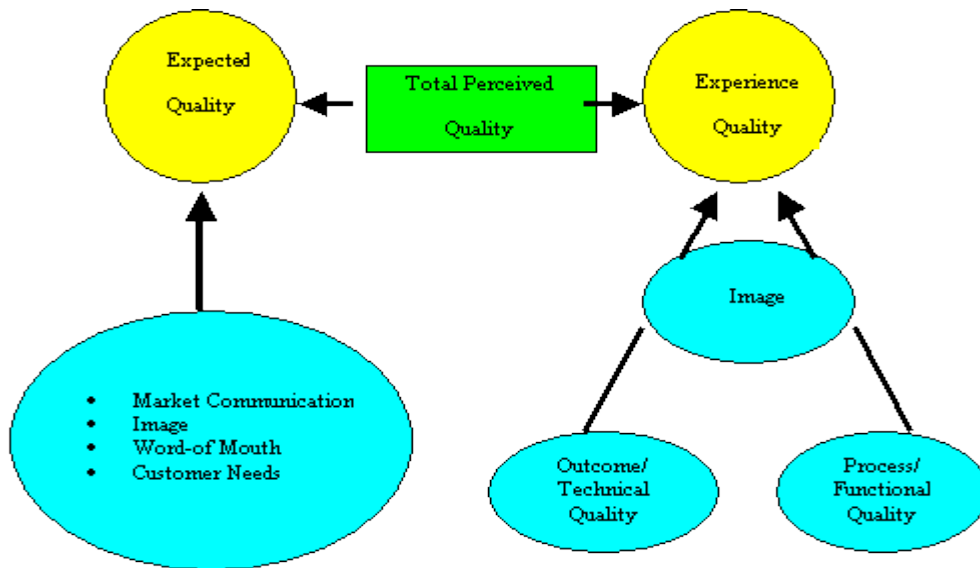 Expected
Quality
Total Perceived
Quality
Experience
Quality
Image
• Market Communication
• Image
• Word-of Mouth
• Customer Needs
Outcome/
Technical
Quality
Process/
Functional
Quality